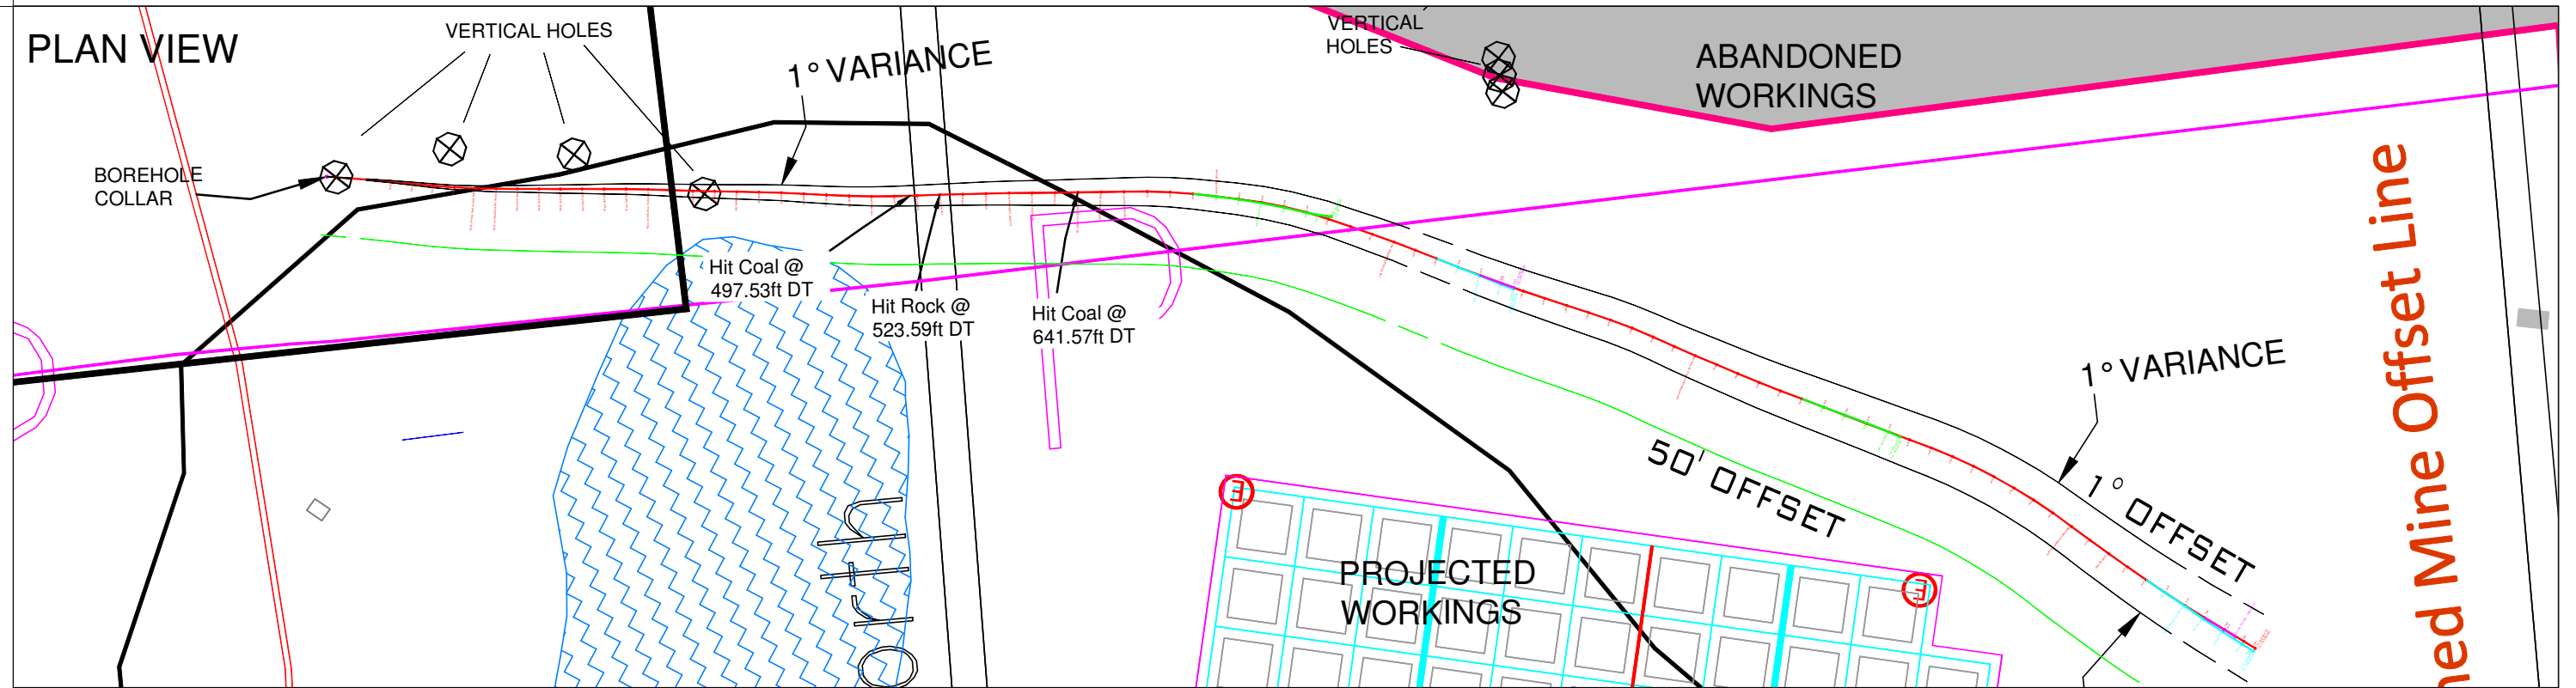 PLAN VIEW
VERTICAL HOLES
1° VARIANCE
VERTICAL
HOLES
ABANDONED
WORKINGS
BOREHOLE
COLLAR
Hit Coal @
497.53ft DT
Hit Rock @
523.59ft DT
Hit Coal @
641.57ft DT
1° VARIANCE
50' OFFSET
1° OFFSET
PROJECTED
WORKINGS
E
E
ned Mine Offset Line